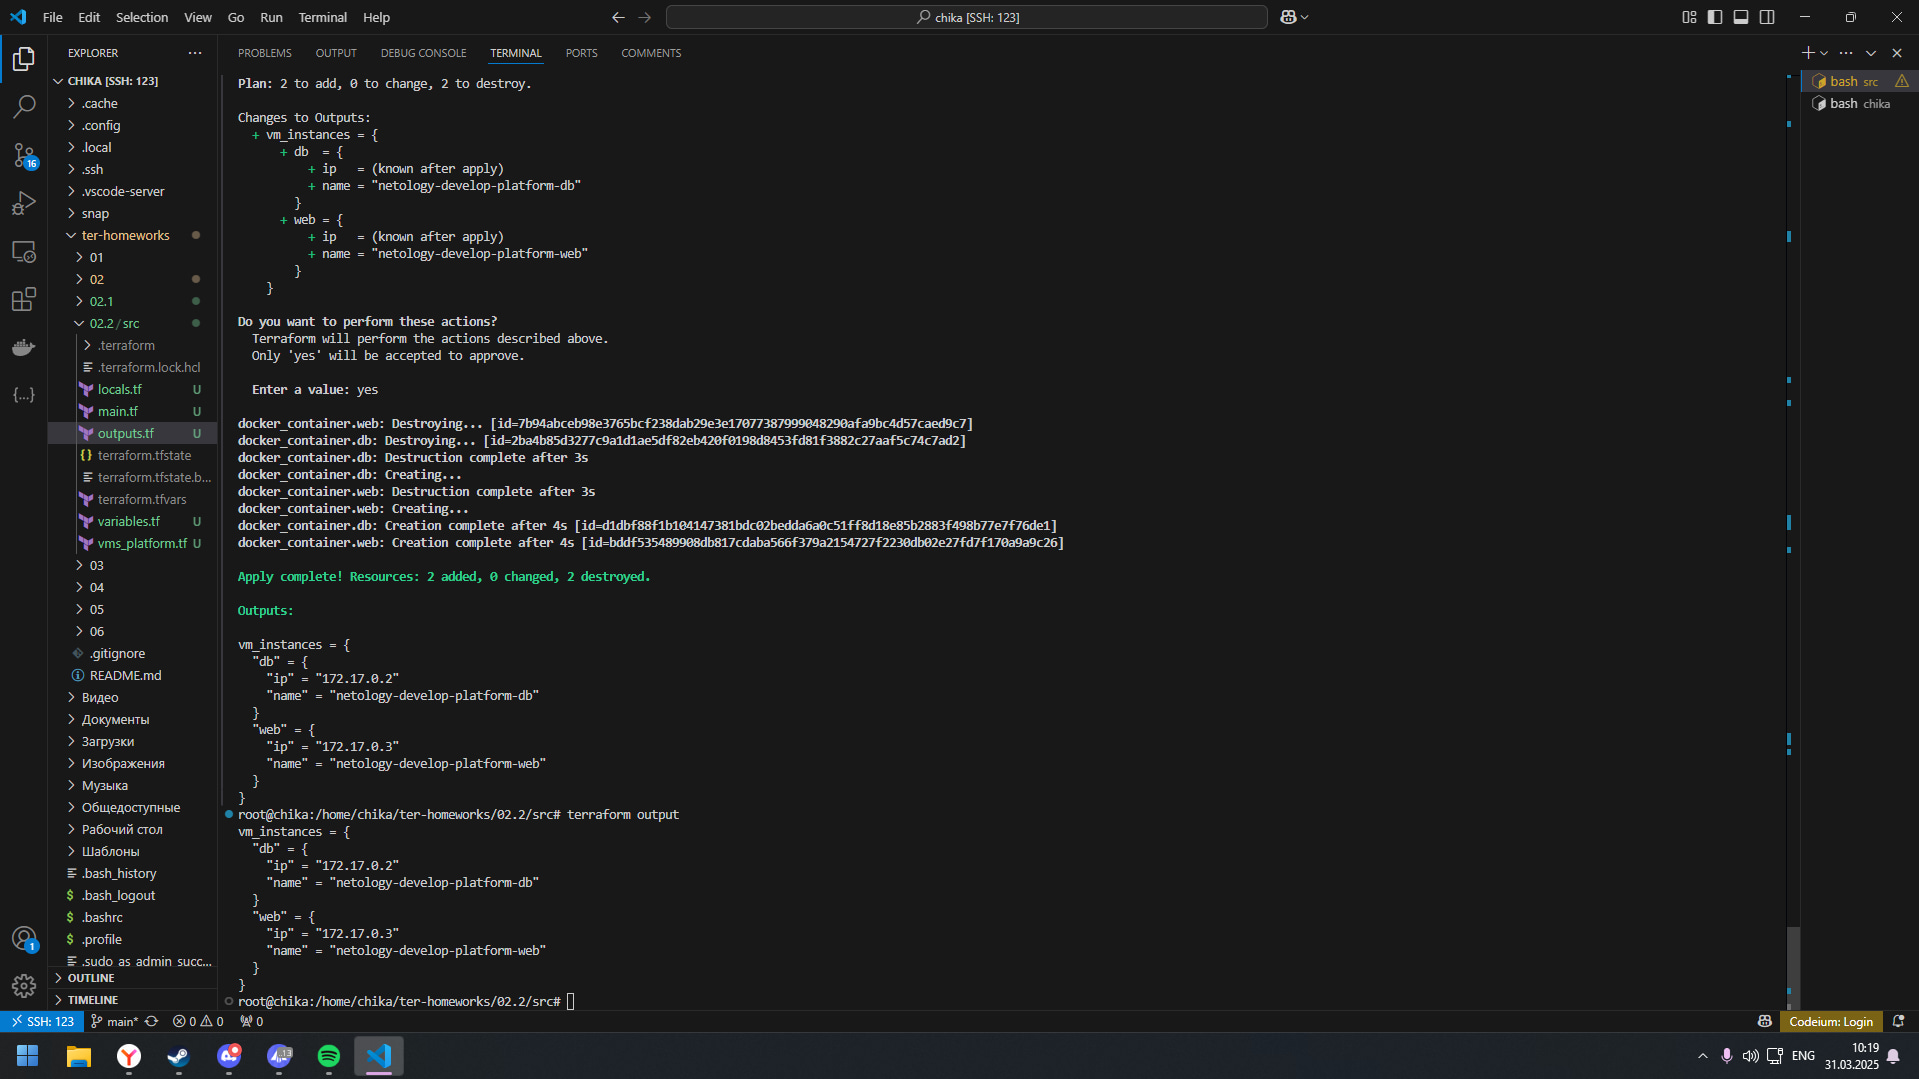 File Edit Selection View Go Run Terminal Help
chika [SSH: 123]
EXPLORER
CHIKA [SSH: 123]
.cache
.config
.local
.ssh
.vscode-server
snap
ter-homeworks
01
02
02.1
02.2 / src
.terraform
.terraform.lock.hcl
locals.tf U
main.tf U
outputs.tf U
terraform.tfstate
terraform.tfstate.b...
terraform.tfvars
variables.tf U
vms_platform.tf U
03
04
05
06
.gitignore
README.md
Видео
Документы
Загрузки
Изображения
Музыка
Общедоступные
Рабочий стол
Шаблоны
.bash_history
.bash_logout
.bashrc
.profile
.sudo_as_admin_succ...
OUTLINE
TIMELINE
16
1
PROBLEMS OUTPUT DEBUG CONSOLE TERMINAL PORTS COMMENTS
Plan: 2 to add, 0 to change, 2 to destroy.
Changes to Outputs:
+ vm_instances = {
+ db  = {
+ ip   = (known after apply)
+ name = "netology-develop-platform-db"
}
+ web = {
+ ip   = (known after apply)
+ name = "netology-develop-platform-web"
}
}
Do you want to perform these actions?
Terraform will perform the actions described above.
Only 'yes' will be accepted to approve.
Enter a value: yes
docker_container.web: Destroying... [id=7b94abceb98e3765bcf238dab29e3e17077387999048290afa9bc4d57caed9c7]
docker_container.db: Destroying... [id=2ba4b85d3277c9a1d1ae5df82eb420f0198d8453fd81f3882c27aaf5c74c7ad2]
docker_container.db: Destruction complete after 3s
docker_container.db: Creating...
docker_container.web: Destruction complete after 3s
docker_container.web: Creating...
docker_container.db: Creation complete after 4s [id=d1dbf88f1b104147381bdc02bedda6a0c51ff8d18e85b2883f498b77e7f76de1]
docker_container.web: Creation complete after 4s [id=bddf535489908db817cdaba566f379a2154727f2230db02e27fd7f170a9a9c26]
Apply complete! Resources: 2 added, 0 changed, 2 destroyed.
Outputs:
vm_instances = {
"db" = {
"ip" = "172.17.0.2"
"name" = "netology-develop-platform-db"
}
"web" = {
"ip" = "172.17.0.3"
"name" = "netology-develop-platform-web"
}
}
root@chika:/home/chika/ter-homeworks/02.2/src# terraform output
vm_instances = {
"db" = {
"ip" = "172.17.0.2"
"name" = "netology-develop-platform-db"
}
"web" = {
"ip" = "172.17.0.3"
"name" = "netology-develop-platform-web"
}
}
root@chika:/home/chika/ter-homeworks/02.2/src#
bash src
bash chika
SSH: 123 main* 0 0 0
Codeium: Login
13
ENG
10:19
31.03.2025